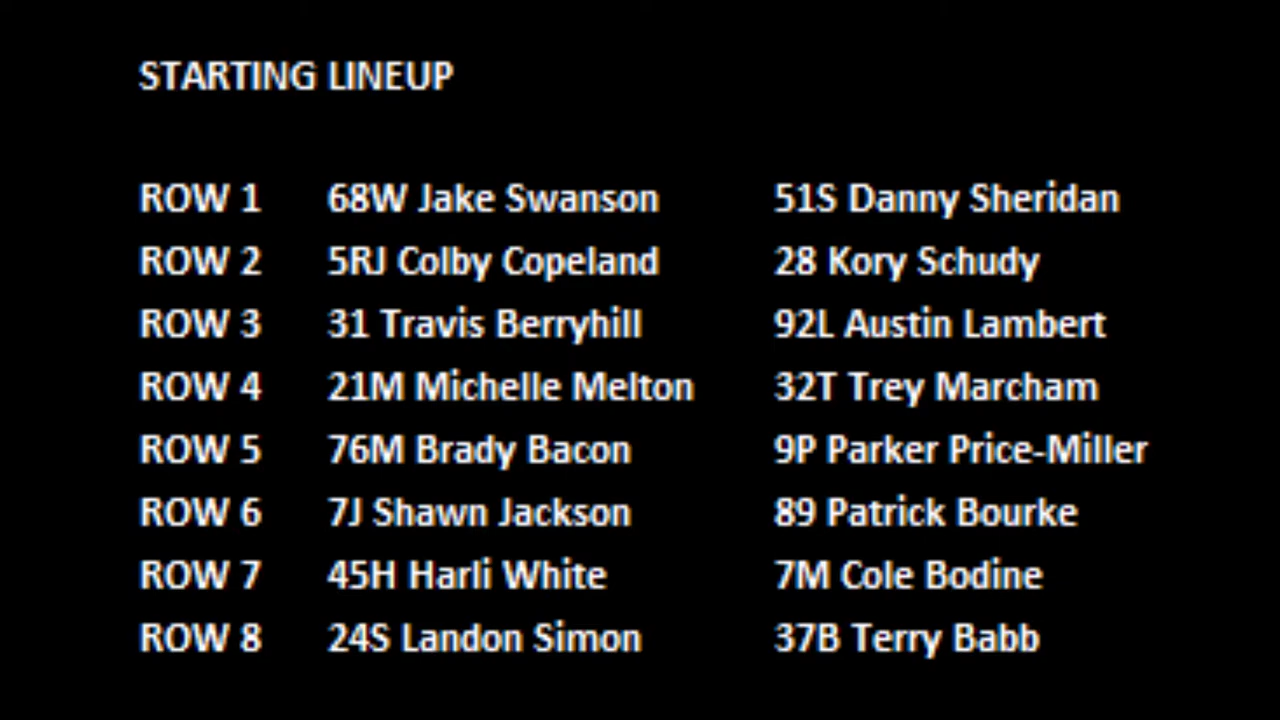 STARTING LINEUP
ROW 1 68W Jake Swanson 51S Danny Sheridan
ROW 2 5RJ Colby Copeland 28 Kory Schudy
ROW 3 31 Travis Berryhill 92L Austin Lambert
ROW 4 21M Michelle Melton 32T Trey Marcham
ROW 5 76M Brady Bacon 9P Parker Price-Miller
ROW 6 7J Shawn Jackson 89 Patrick Bourke
ROW 7 45H Harli White 7M Cole Bodine
ROW 8 24S Landon Simon 37B Terry Babb